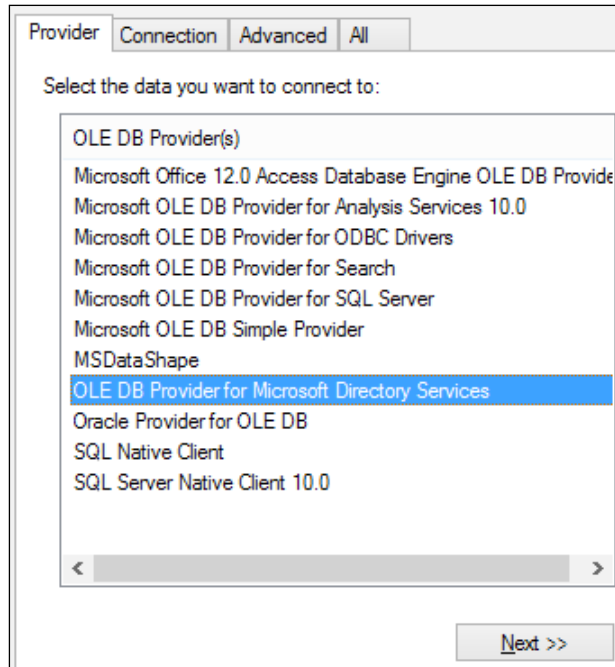 Provider Connection Advanced All
Select the data you want to connect to:
OLE DB Provider(s)
Microsoft Office 12.0 Access Database Engine OLE DB Provide
Microsoft OLE DB Provider for Analysis Services 10.0
Microsoft OLE DB Provider for ODBC Drivers
Microsoft OLE DB Provider for Search
Microsoft OLE DB Provider for SQL Server
Microsoft OLE DB Simple Provider
MSDataShape
OLE DB Provider for Microsoft Directory Services
Oracle Provider for OLE DB
SQL Native Client
SQL Server Native Client 10.0
Next >>